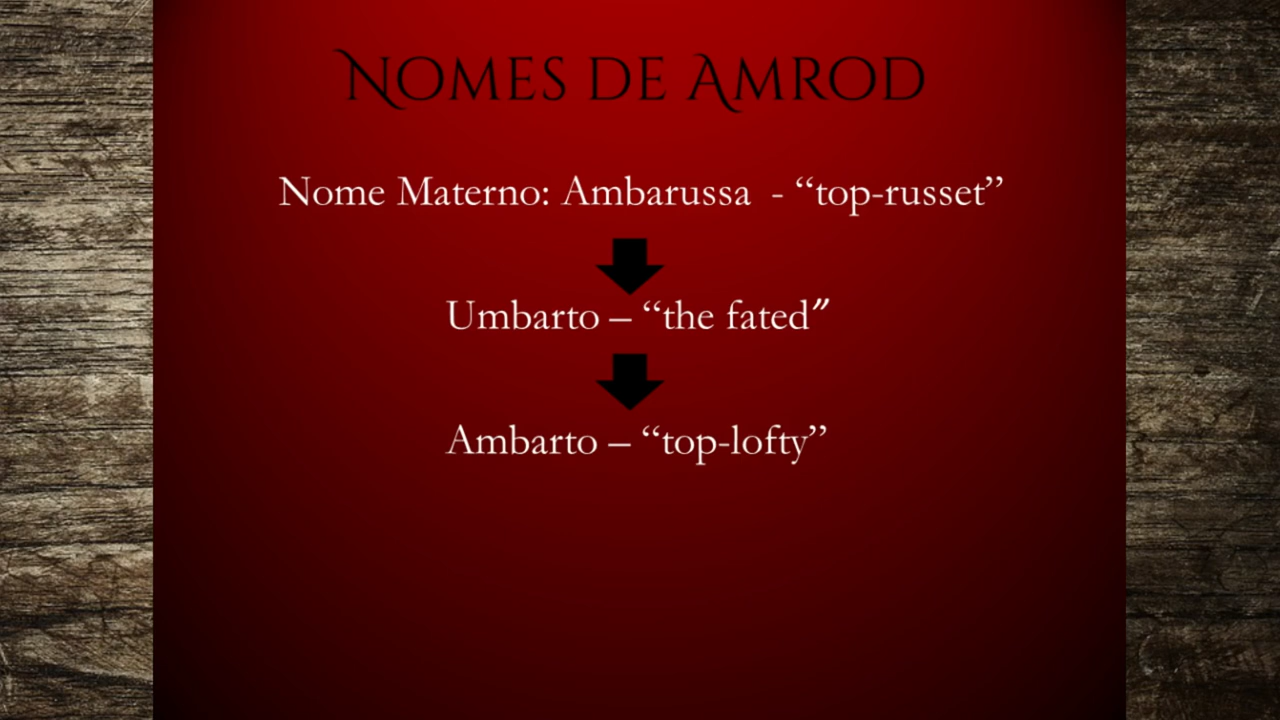 Nomes de Amrod
Nome Materno: Ambarussa - “top-russet”
Umbarto – “the fated”
Ambarto – “top-lofty”